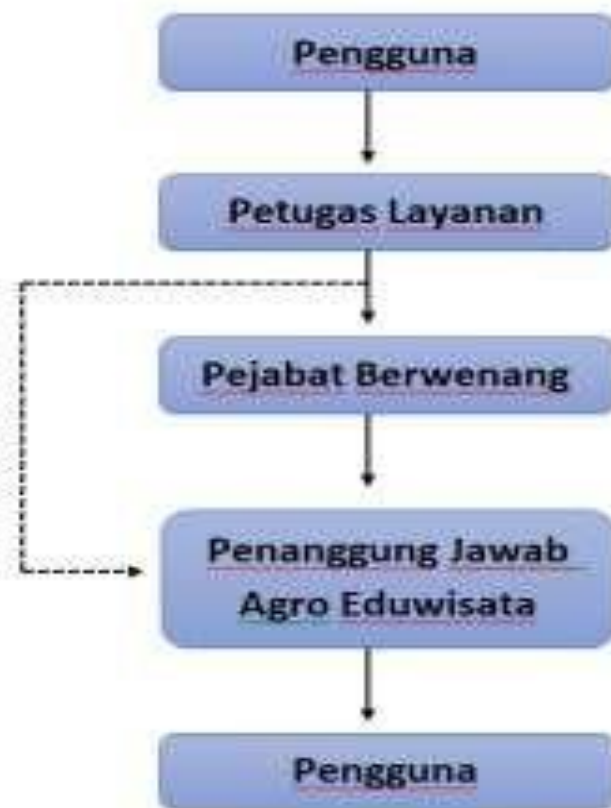 Pengguna
Petugas Layanan
Pejabat Berwenang
Penanggung Jawab
Agro Eduwisata
Pengguna